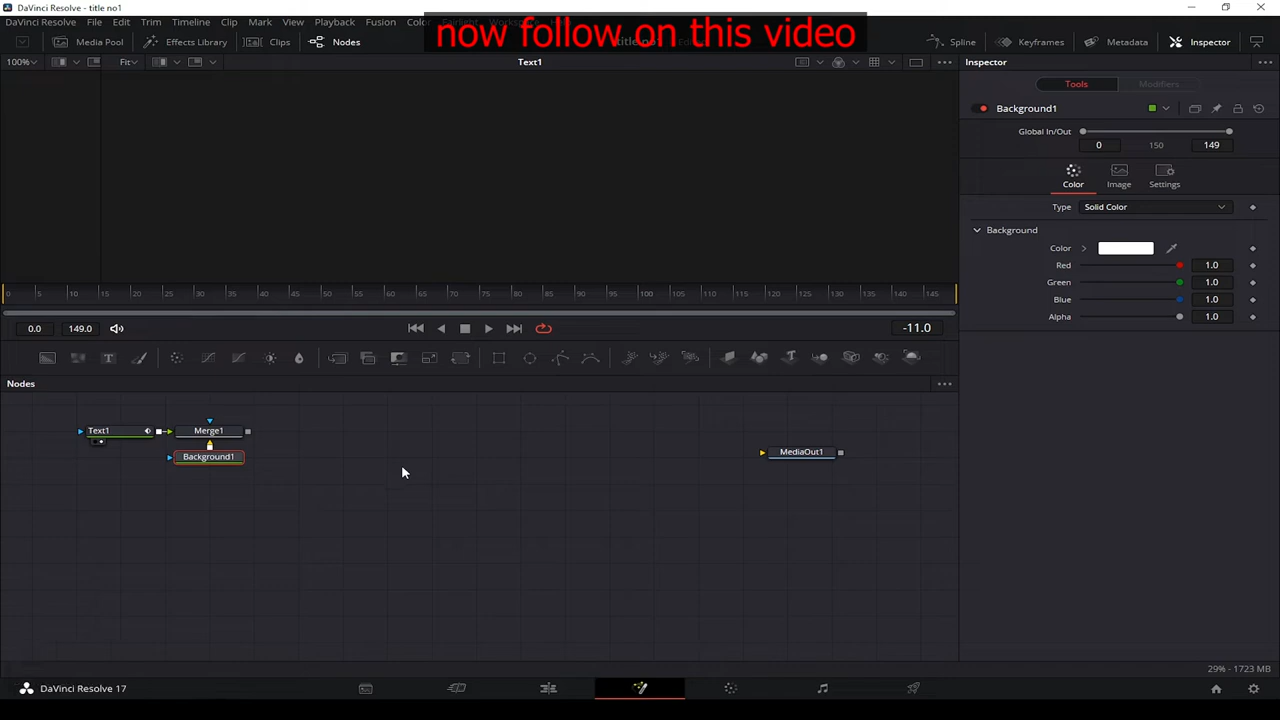 DaVinci Resolve - title no1
now follow on this video
DaVinci Resolve File Edit Trim Timeline Clip Mark View Playback Fusion Color
Media Pool Effects Library Clips Nodes Spline Keyframes Metadata Inspector
100% Fit Text1 Inspector
Tools Modifiers
Background1
Global In/Out
0 150 149
Color Image Settings
Type Solid Color
Background
Color
Red 1.0
Green 1.0
Blue 1.0
Alpha 1.0
0 5 10 15 20 25 30 35 40 45 50 55 60 65 70 75 80 85 90 95 100 105 110 115 120 125 130 135 140 145
0.0 149.0 -11.0
Nodes
Text1 Merge1
Background1
MediaOut1
29% - 1723 MB
DaVinci Resolve 17